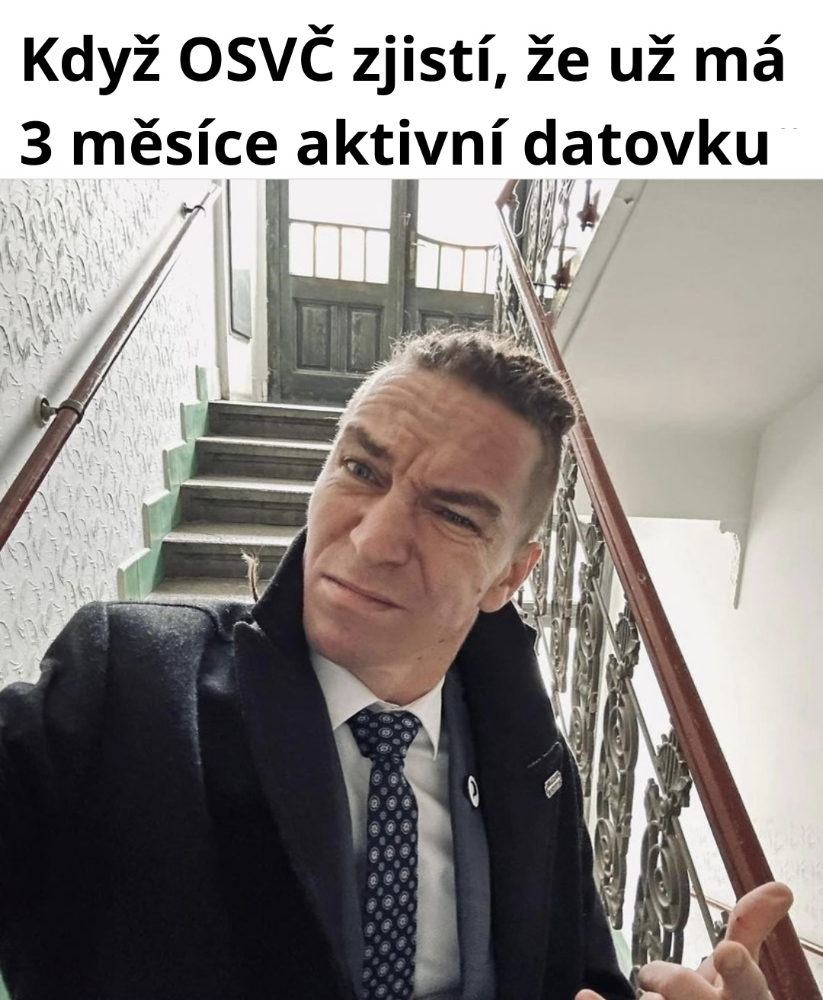 Když OSVČ zjistí, že už má
3 měsíce aktivní datovku